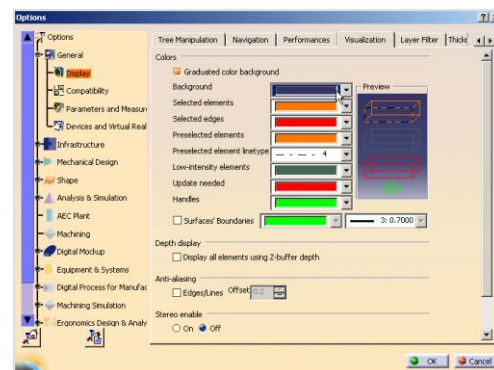 Options
Options
General
Display
Compatibility
Parameters and Measur
Devices and Virtual Real
Infrastructure
Mechanical Design
Shape
Analysis & Simulation
AEC Plant
Machining
Digital Mockup
Equipment & Systems
Digital Process for Manufac
Machining Simulation
Ergonomics Design & Analy
Tree Manipulation
Navigation
Performances
Visualization
Layer Filter
Colors
Graduated color background
Background
Selected elements
Selected edges
Preselected elements
Preselected element linetype
4
Low-intensity elements
Update needed
Handles
Surfaces' Boundaries
3: 0.7000
Preview
Depth display
Display all elements using Z-buffer depth
Anti-aliasing
Edges/Lines Offset 0.2
Stereo enable
On Off
OK Cancel